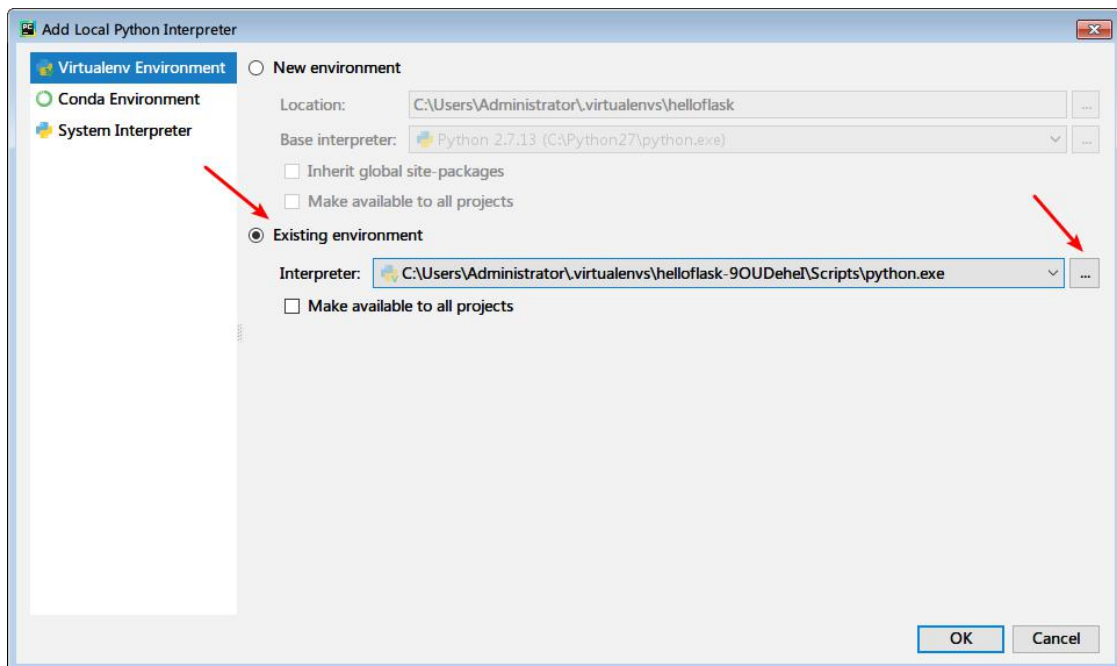 Add Local Python Interpreter
Virtualenv Environment
Conda Environment
System Interpreter
New environment
Location: C:\Users\Administrator\.virtualenvs\helloflask ...
Base interpreter: Python 2.7.13 (C:\Python27\python.exe) ...
Inherit global site-packages
Make available to all projects
Existing environment
Interpreter: C:\Users\Administrator\.virtualenvs\helloflask-9OUDeheI\Scripts\python.exe ...
Make available to all projects
OK Cancel